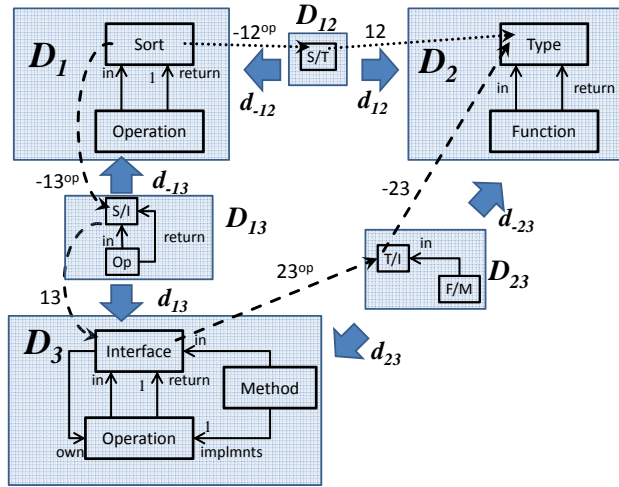 D12
Sort
-12op
12
Type
S/T
D1
D2
in
1
return
d-12
d12
in
return
Operation
Function
-13op
d-13
-23
S/I
d-23
D13
in
return
Op
T/I
in
23op
D23
F/M
13
d13
D3
Interface
in
d23
in
1
return
Method
Operation
1
own
implmnts